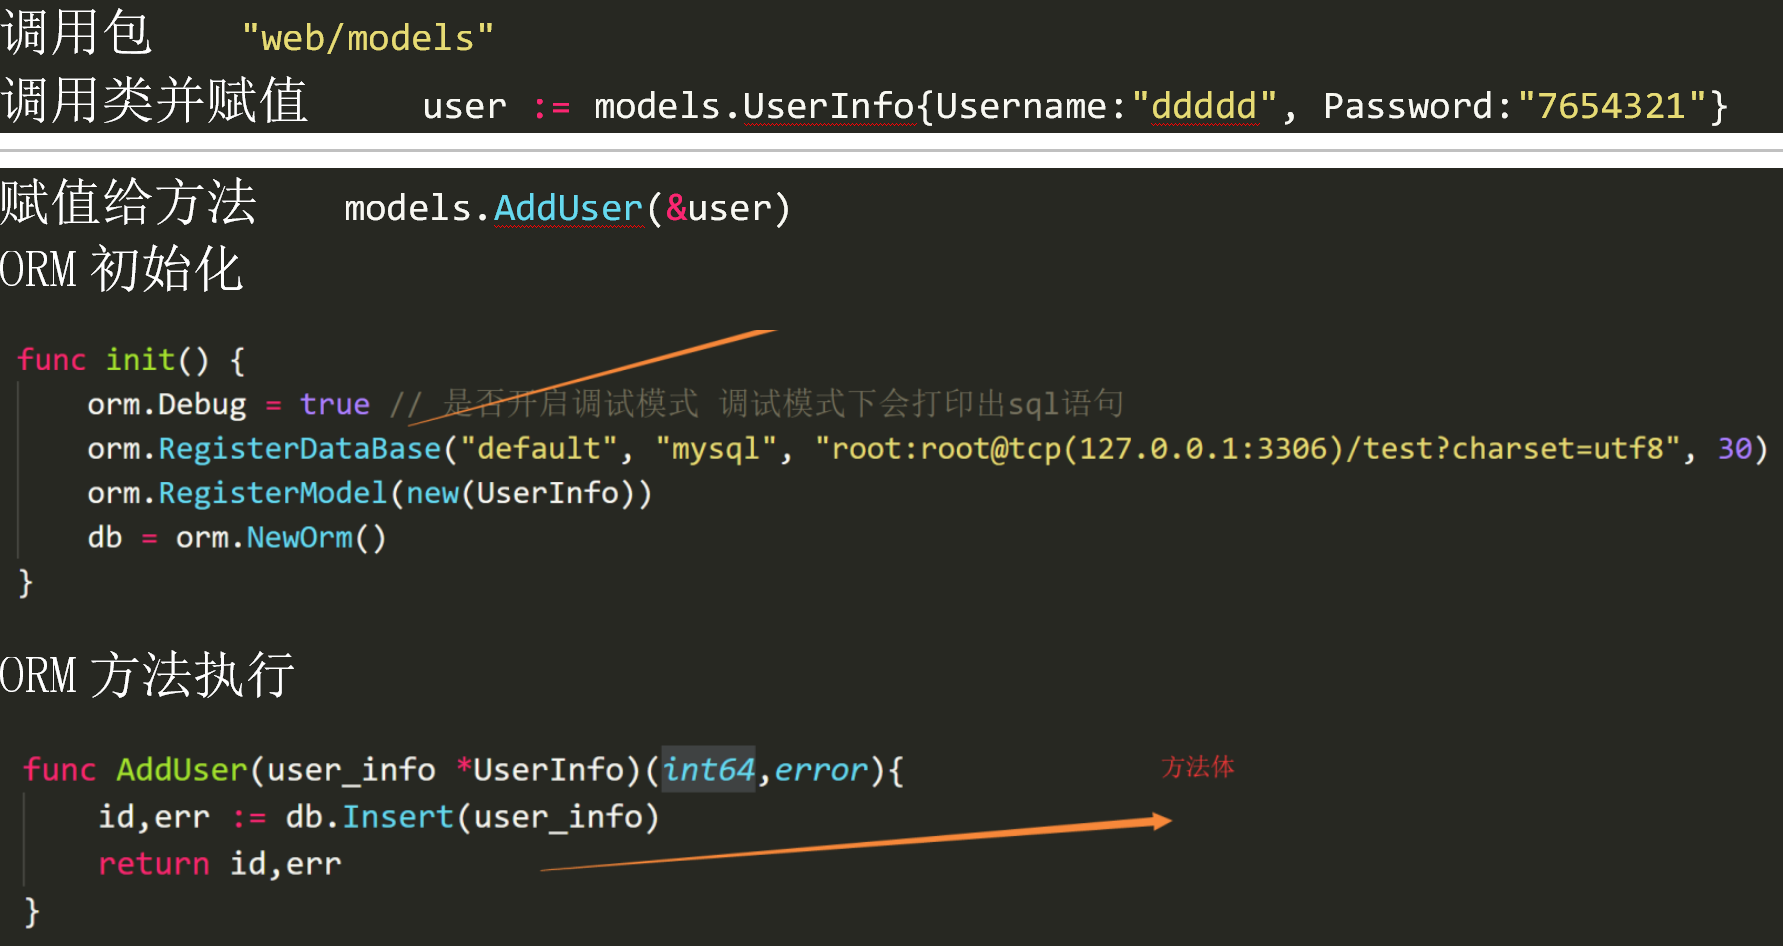 调用包 "web/models"
调用类并赋值 user := models.UserInfo{Username:"ddddd", Password:"7654321"}
赋值给方法 models.AddUser(&user)
ORM 初始化
func init() {
orm.Debug = true // 是否开启调试模式 调试模式下会打印出sql语句
orm.RegisterDataBase("default", "mysql", "root:root@tcp(127.0.0.1:3306)/test?charset=utf8", 30)
orm.RegisterModel(new(UserInfo))
db = orm.NewOrm()
}
ORM 方法执行
func AddUser(user_info *UserInfo)(int64,error){
方法体
id,err := db.Insert(user_info)
return id,err
}